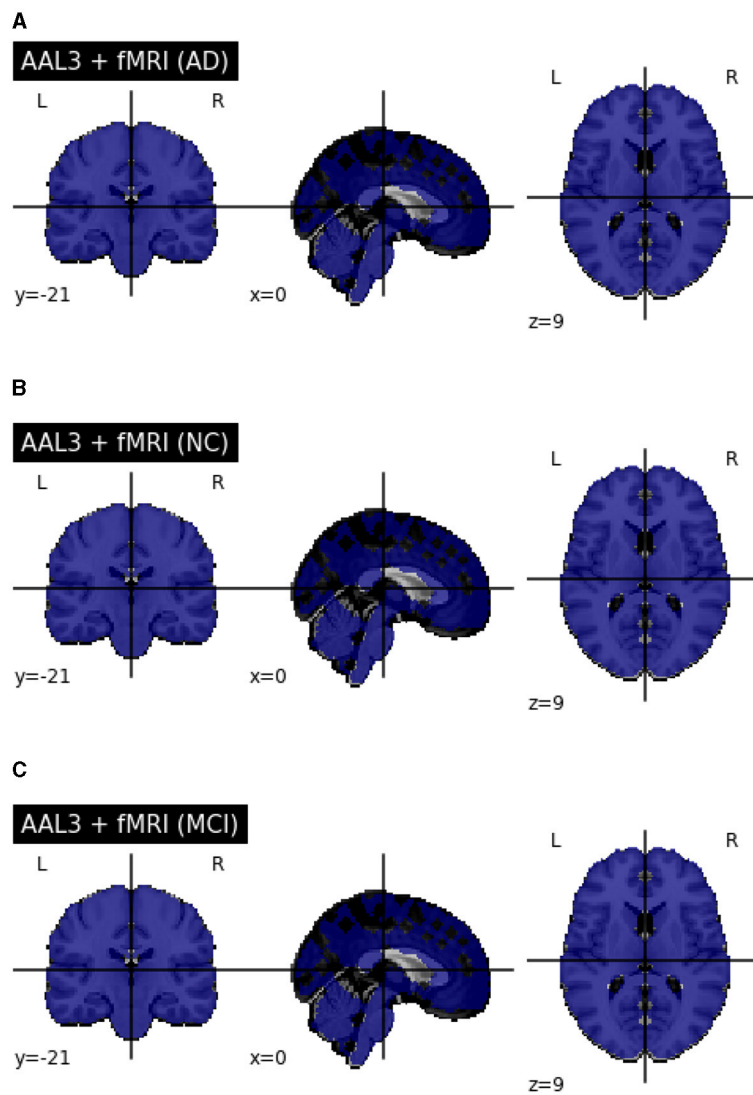 A
AAL3 + fMRI (AD)
L R L R
y=-21 x=0 z=9
B
AAL3 + fMRI (NC)
L R L R
y=-21 x=0 z=9
C
AAL3 + fMRI (MCI)
L R L R
y=-21 x=0 z=9